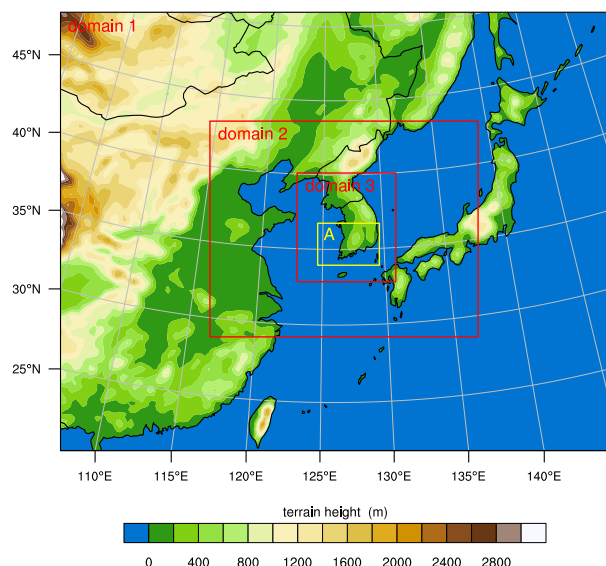 domain 1
45°N
domain 2
40°N
domain 3
35°N
A
30°N
25°N
110°E 115°E 120°E 125°E 130°E 135°E 140°E
terrain height (m)
0 400 800 1200 1600 2000 2400 2800